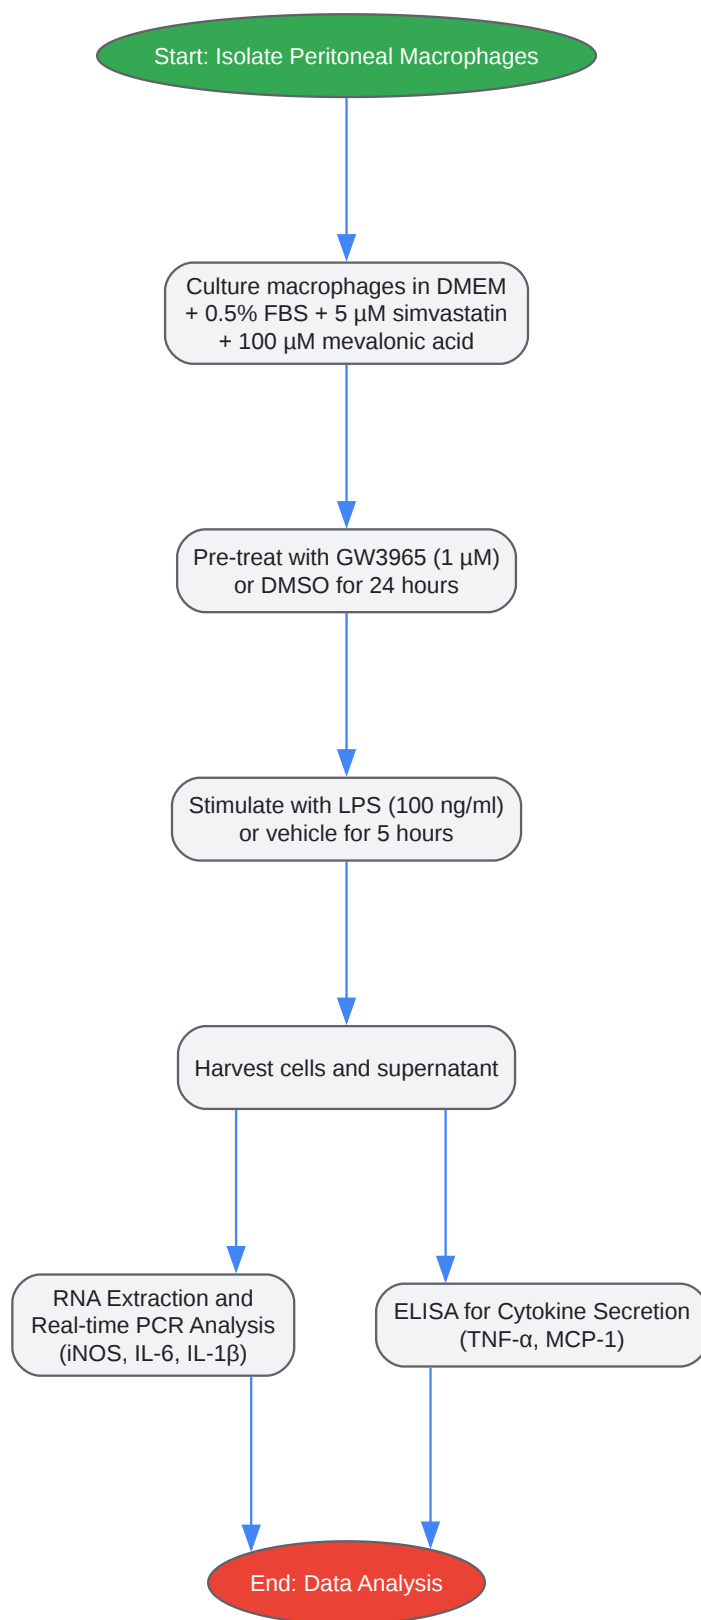 Start: Isolate Peritoneal Macrophages
Culture macrophages in DMEM
+ 0.5% FBS + 5 µM simvastatin
+ 100 µM mevalonic acid
Pre-treat with GW3965 (1 µM)
or DMSO for 24 hours
Stimulate with LPS (100 ng/ml)
or vehicle for 5 hours
Harvest cells and supernatant
RNA Extraction and
Real-time PCR Analysis
(iNOS, IL-6, IL-1β)
ELISA for Cytokine Secretion
(TNF-α, MCP-1)
End: Data Analysis